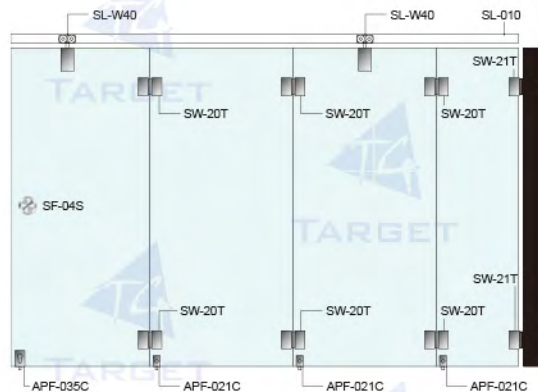 SL-W40 SL-W40 SL-010
SW-21T
TARGET
SW-20T SW-20T SW-20T
SF-04S
TARGET
SW-21T
SW-20T SW-20T SW-20T
TARGET
APF-035C APF-021C APF-021C APF-021C